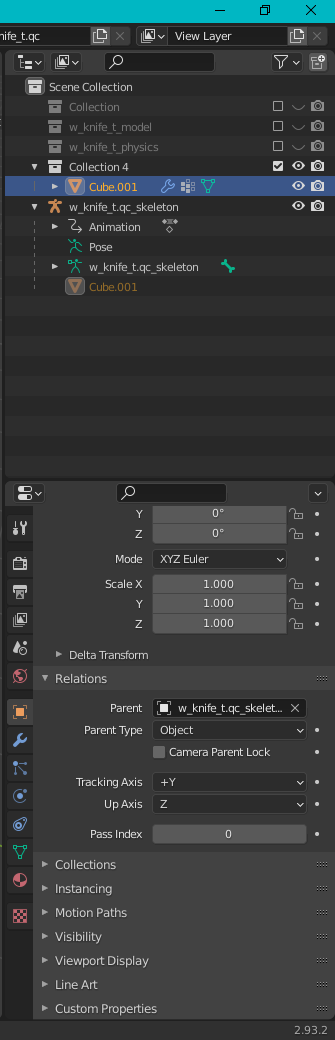 nife_t.qc View Layer
Scene Collection
Collection
w_knife_t_model
w_knife_t_physics
Collection 4
Cube.001
w_knife_t.qc_skeleton
Animation
Pose
w_knife_t.qc_skeleton
Cube.001
Y 0°
Z 0°
Mode XYZ Euler
Scale X 1.000
Y 1.000
Z 1.000
Delta Transform
Relations
Parent w_knife_t.qc_skelet...
Parent Type Object
Camera Parent Lock
Tracking Axis +Y
Up Axis Z
Pass Index 0
Collections
Instancing
Motion Paths
Visibility
Viewport Display
Line Art
Custom Properties
2.93.2